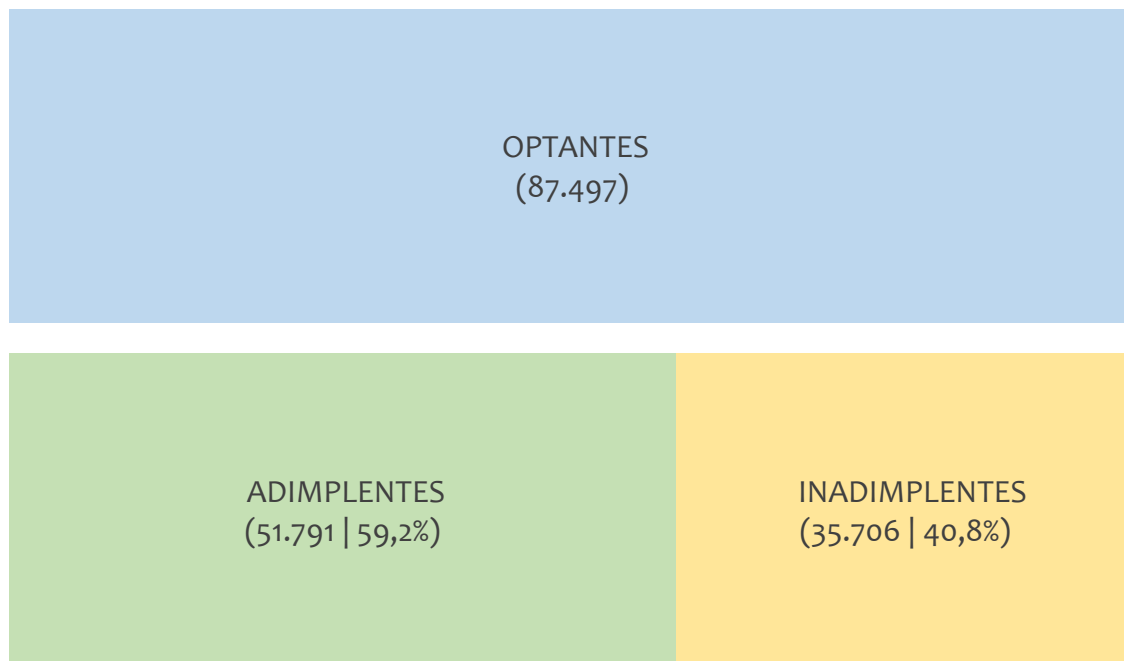 OPTANTES
(87.497)
ADIMPLENTES
(51.791 | 59,2%)
INADIMPLENTES
(35.706 | 40,8%)